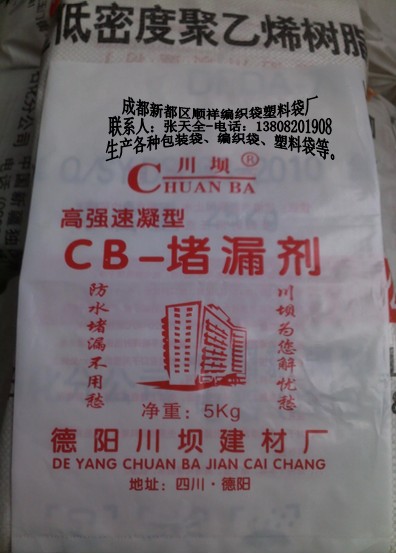 低密度聚乙烯树脂
成都新都区顺祥编织袋塑料袋厂
联系人：张天全-电话：13808201908
生产各种包装袋、编织袋、塑料袋等。
川坝®
CHUAN BA
高强速凝型
CB-堵漏剂
防水堵漏不用愁
川坝为您解忧愁
净重：5Kg
德阳川坝建材厂
DE YANG CHUAN BA JIAN CAI CHANG
地址：四川·德阳